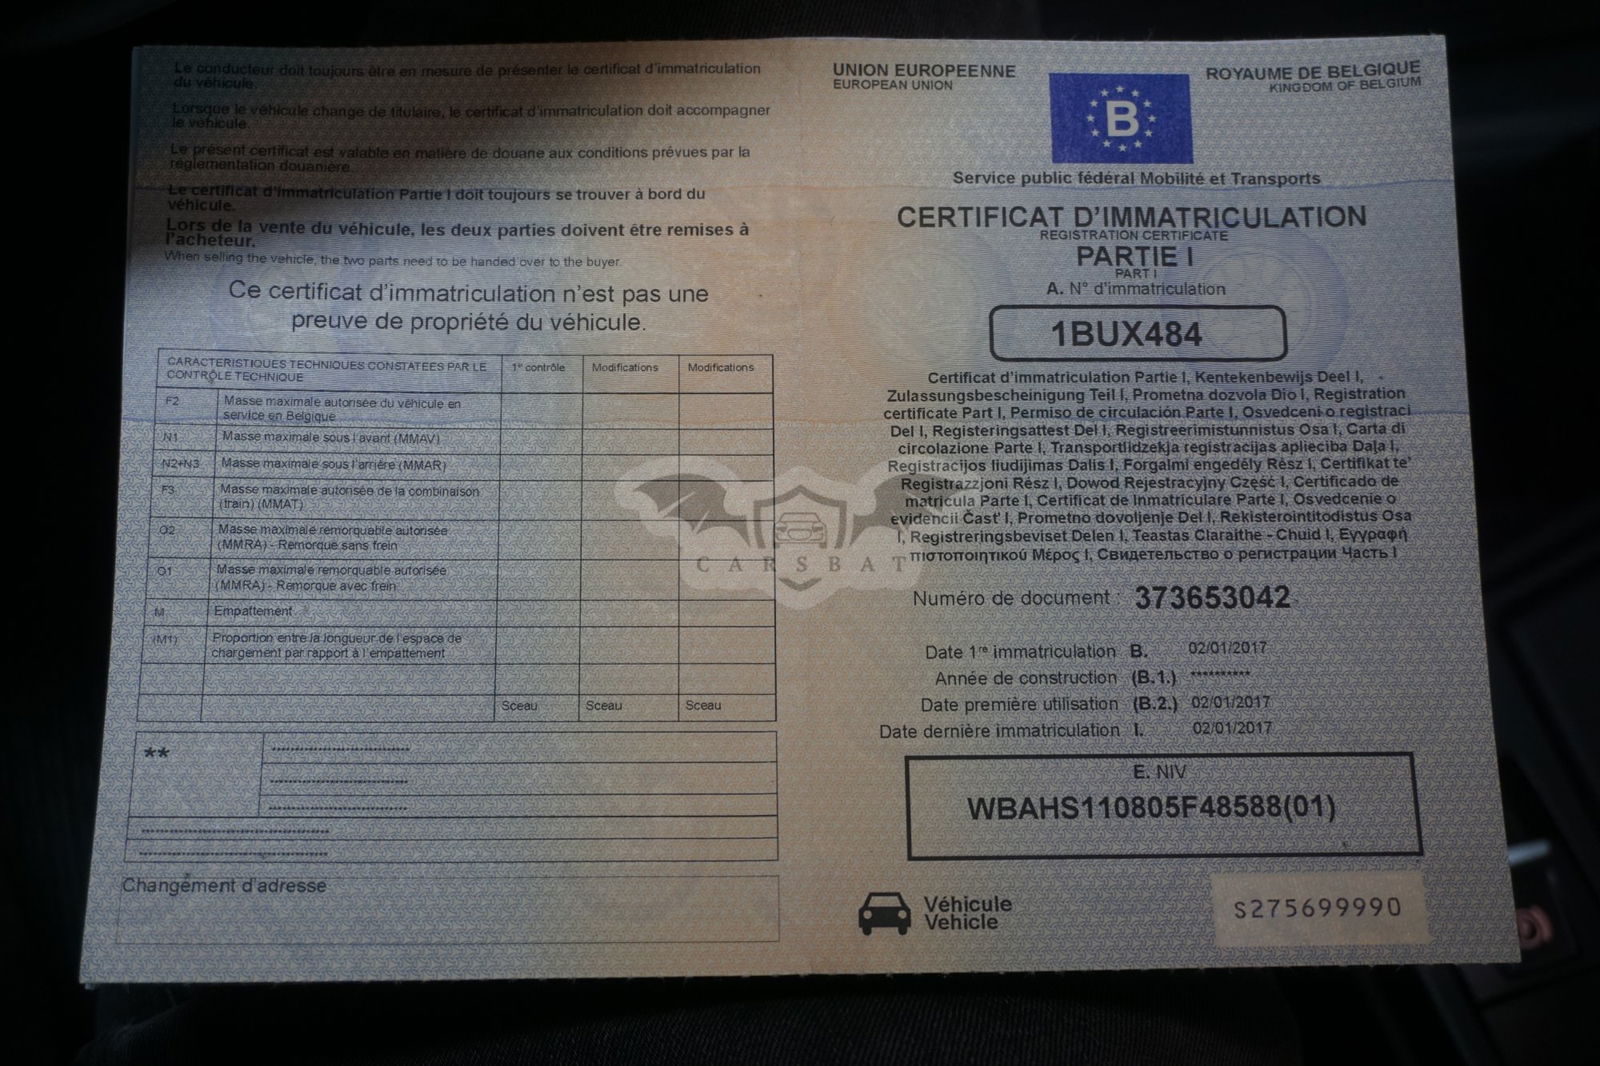 Le conducteur doit toujours être en mesure de présenter le certificat d'immatriculation
du véhicule.
Lorsque le véhicule change de titulaire, le certificat d'immatriculation doit accompagner
le véhicule.
Le présent certificat est valable en matière de douane aux conditions prévues par la
réglementation douanière.
Le certificat d'immatriculation Partie I doit toujours se trouver à bord du
véhicule.
Lors de la vente du véhicule, les deux parties doivent être remises à
l'acheteur.
When selling the vehicle, the two parts need to be handed over to the buyer.
Ce certificat d'immatriculation n'est pas une
preuve de propriété du véhicule.
CARACTERISTIQUES TECHNIQUES CONSTATEES PAR LE
CONTRÔLE TECHNIQUE
1er contrôle
Modifications
Modifications
F2 Masse maximale autorisée du véhicule en
service en Belgique
N1 Masse maximale sous l'avant (MMAV)
N2+N3 Masse maximale sous l'arrière (MMAR)
F3 Masse maximale autorisée de la combinaison
(train) (MMAT)
O2 Masse maximale remorquable autorisée
(MMRA) - Remorque sans frein
O1 Masse maximale remorquable autorisée
(MMRA) - Remorque avec frein
M Empattement
(M1) Proportion entre la longueur de l'espace de
chargement par rapport à l'empattement
Sceau Sceau Sceau
**
Changement d'adresse
UNION EUROPEENNE
EUROPEAN UNION
B
ROYAUME DE BELGIQUE
KINGDOM OF BELGIUM
Service public fédéral Mobilité et Transports
CERTIFICAT D'IMMATRICULATION
REGISTRATION CERTIFICATE
PARTIE I
PART I
A. N° d'immatriculation
1BUX484
Certificat d'immatriculation Partie I, Kentekenbewijs Deel I,
Zulassungsbescheinigung Teil I, Prometna dozvola Dio I, Registration
certificate Part I, Permiso de circulación Parte I, Osvedceni o registraci
Del I, Registeringsattest Del I, Registreerimistunnistus Osa I, Carta di
circolazione Parte I, Transportlidzekja registracijas aplieciba Daļa I,
Registracijos liudijimas Dalis I, Forgalmi engedély Rész I, Certifikat te'
Registrazzjoni Rész I, Dowod Rejestracyjny Część I, Certificado de
matricula Parte I, Certificat de Inmatriculare Parte I, Osvedcenie o
evidencii Čast' I, Prometno dovoljenje Del I, Rekisterointitodistus Osa
I, Registreringsbeviset Delen I, Teastas Claraithe - Chuid I, Εγγραφή
πιστοποιητικού Μέρος I, Свидетельство о регистрации Часть I
CARSBAT
Numéro de document : 373653042
Date 1re immatriculation B. 02/01/2017
Année de construction (B.1.) **********
Date première utilisation (B.2.) 02/01/2017
Date dernière immatriculation I. 02/01/2017
E. NIV
WBAHS110805F48588(01)
Véhicule
Vehicle
S275699990